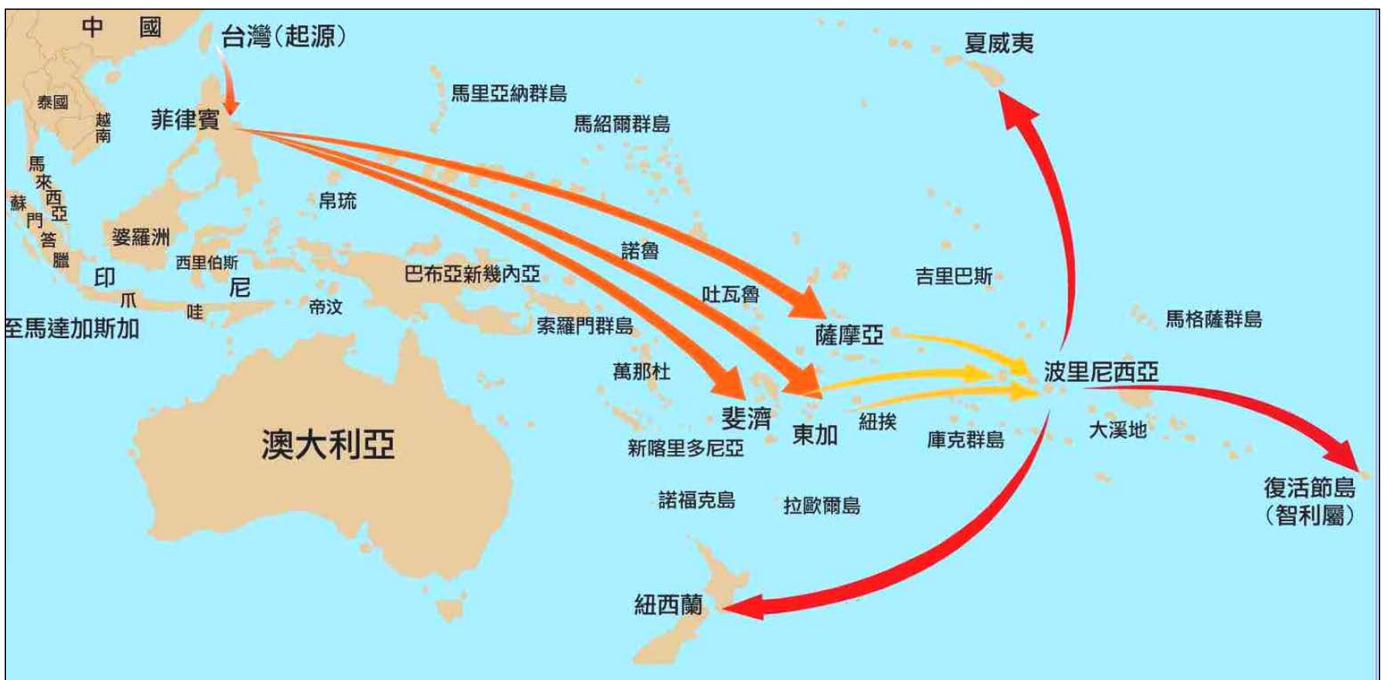 中 國
台灣(起源)
夏威夷
泰國
越南
菲律賓
馬里亞納群島
馬紹爾群島
馬來西亞
蘇門答臘
帛琉
婆羅洲
西里伯斯
諾魯
巴布亞新幾內亞
吉里巴斯
印尼
爪哇
帝汶
吐瓦魯
至馬達加斯加
索羅門群島
薩摩亞
馬格薩群島
萬那杜
波里尼西亞
斐濟
東加
紐挨
庫克群島
大溪地
澳大利亞
新喀里多尼亞
諾福克島
拉歐爾島
復活節島
(智利屬)
紐西蘭